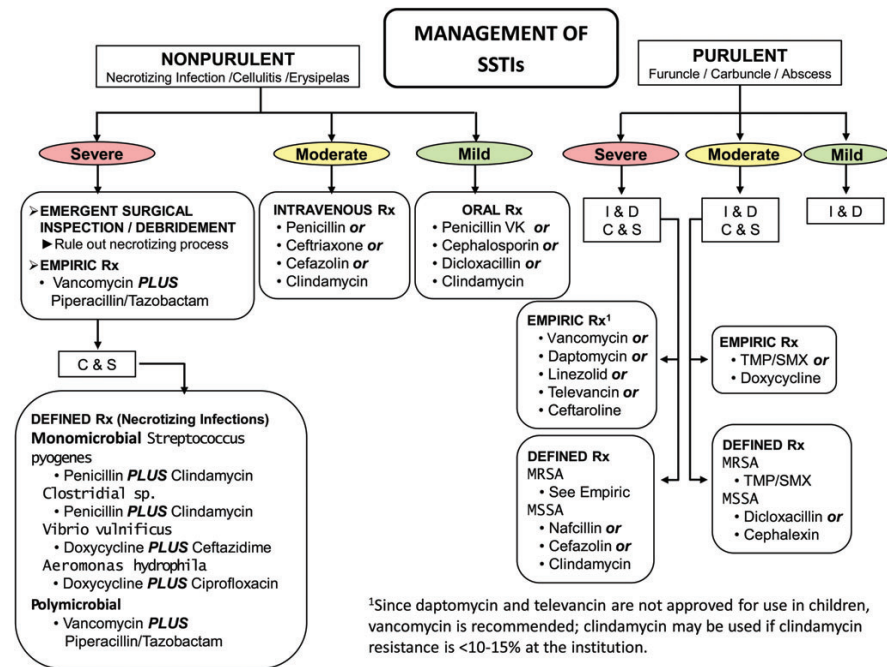 MANAGEMENT OF
SSTIs
NONPURULENT
Necrotizing Infection /Cellulitis /Erysipelas
PURULENT
Furuncle / Carbuncle / Abscess
Severe
Moderate
Mild
Severe
Moderate
Mild
➢EMERGENT SURGICAL
INSPECTION / DEBRIDEMENT
►Rule out necrotizing process
➢EMPIRIC Rx
• Vancomycin PLUS
Piperacillin/Tazobactam
INTRAVENOUS Rx
• Penicillin or
• Ceftriaxone or
• Cefazolin or
• Clindamycin
ORAL Rx
• Penicillin VK or
• Cephalosporin or
• Dicloxacillin or
• Clindamycin
I & D
C & S
I & D
C & S
I & D
C & S
EMPIRIC Rx¹
• Vancomycin or
• Daptomycin or
• Linezolid or
• Televancin or
• Ceftaroline
EMPIRIC Rx
• TMP/SMX or
• Doxycycline
DEFINED Rx (Necrotizing Infections)
Monomicrobial Streptococcus
pyogenes
• Penicillin PLUS Clindamycin
Clostridial sp.
• Penicillin PLUS Clindamycin
Vibrio vulnificus
• Doxycycline PLUS Ceftazidime
Aeromonas hydrophila
• Doxycycline PLUS Ciprofloxacin
Polymicrobial
• Vancomycin PLUS
Piperacillin/Tazobactam
DEFINED Rx
MRSA
• See Empiric
MSSA
• Nafcillin or
• Cefazolin or
• Clindamycin
DEFINED Rx
MRSA
• TMP/SMX
MSSA
• Dicloxacillin or
• Cephalexin
¹Since daptomycin and televancin are not approved for use in children,
vancomycin is recommended; clindamycin may be used if clindamycin
resistance is <10-15% at the institution.